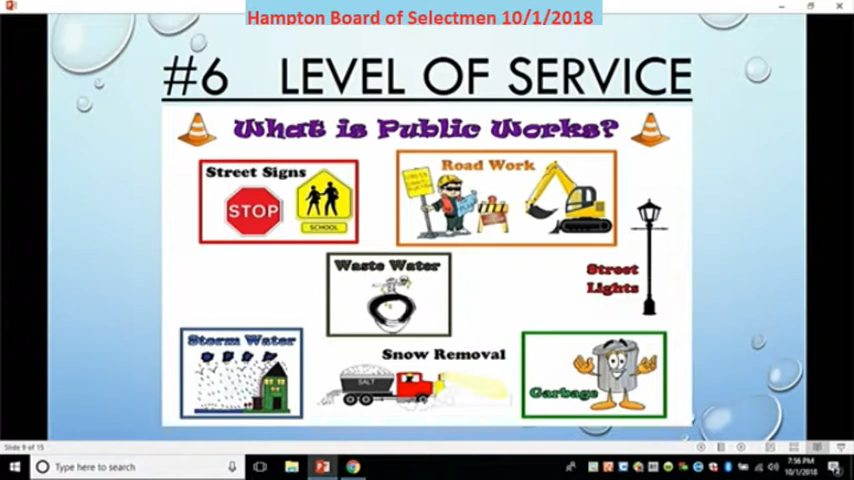 Hampton Board of Selectmen 10/1/2018
#6 LEVEL OF SERVICE
What is Public Works?
Street Signs
STOP
SCHOOL
Road Work
Waste Water
Street
Lights
Storm Water
Snow Removal
SALT
Garbage
Slide 9 of 15
Type here to search
7:56 PM
10/1/2018